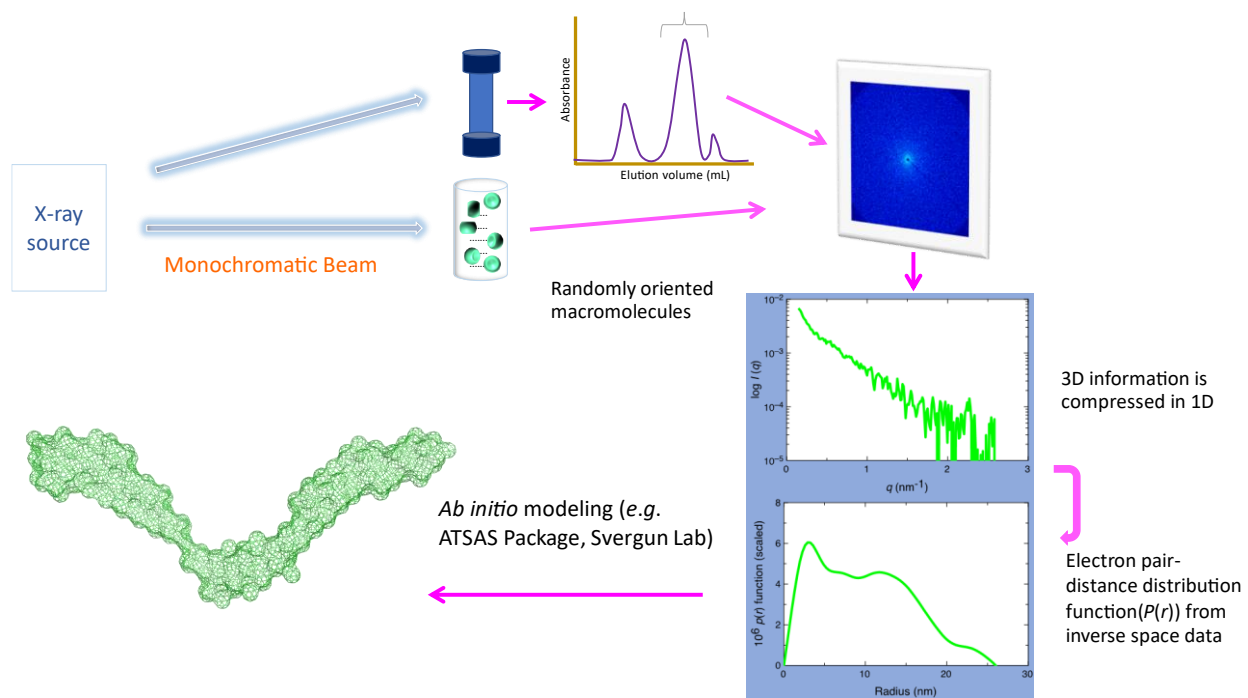 X-ray
source
Monochromatic Beam
Absorbance
Elution volume (mL)
Randomly oriented
macromolecules
log I (q)
10-2
10-3
10-4
10-5
0
1
2
3
q (nm-1)
3D information is
compressed in 1D
Ab initio modeling (e.g.
ATSAS Package, Svergun Lab)
106 p(r) function (scaled)
8
6
4
2
0
0
10
20
30
Radius (nm)
Electron pair-
distance distribution
function(P(r)) from
inverse space data